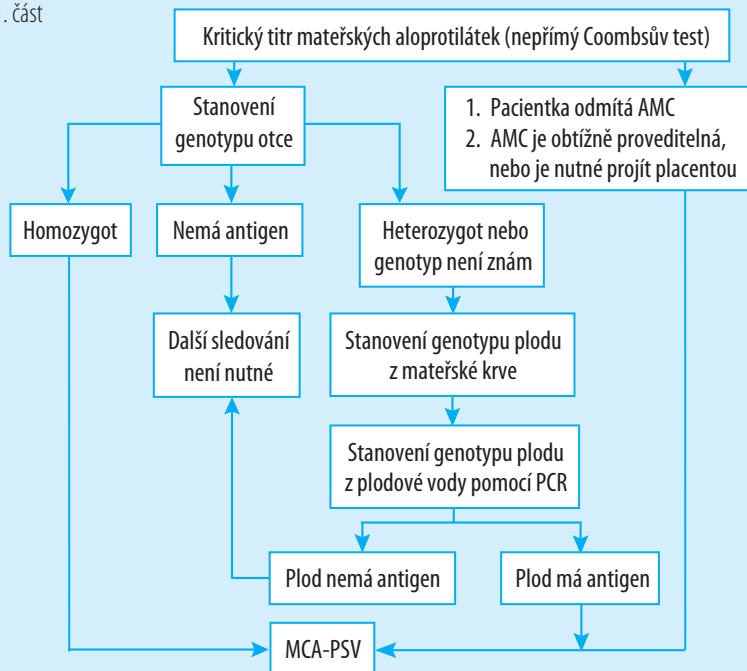 . část
Kritický titr mateřských aloprotilátek (nepřímý Coombsův test)
Stanovení
genotypu otce
1. Pacientka odmítá AMC
2. AMC je obtížně proveditelná,
nebo je nutné projít placentou
Homozygot
Nemá antigen
Heterozygot nebo
genotyp není znám
Další sledování
není nutné
Stanovení genotypu plodu
z mateřské krve
Stanovení genotypu plodu
z plodové vody pomocí PCR
Plod nemá antigen
Plod má antigen
MCA-PSV